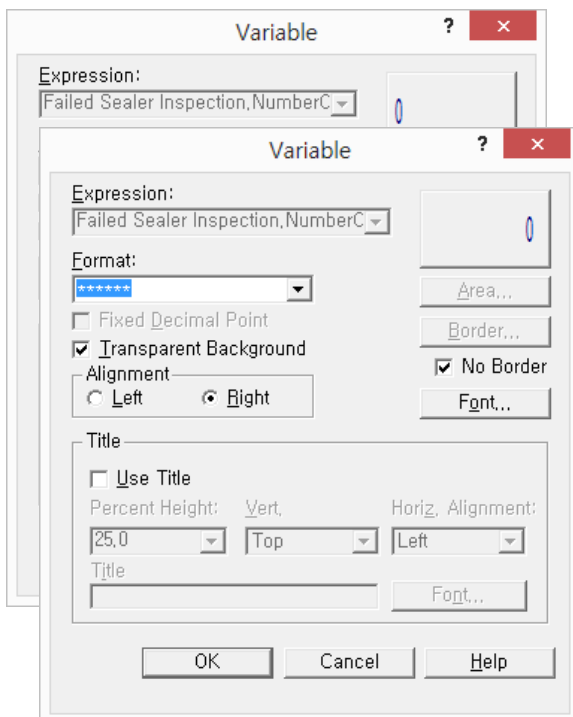 Variable ?
Expression:
Failed Sealer Inspection,NumberC
0
Variable ?
Expression:
Failed Sealer Inspection,NumberC
0
Format:
******
Area...
Fixed Decimal Point
Border...
Transparent Background
No Border
Alignment
Left Right
Font...
Title
Use Title
Percent Height: Vert. Horiz. Alignment:
25,0 Top Left
Title
Font...
OK Cancel Help